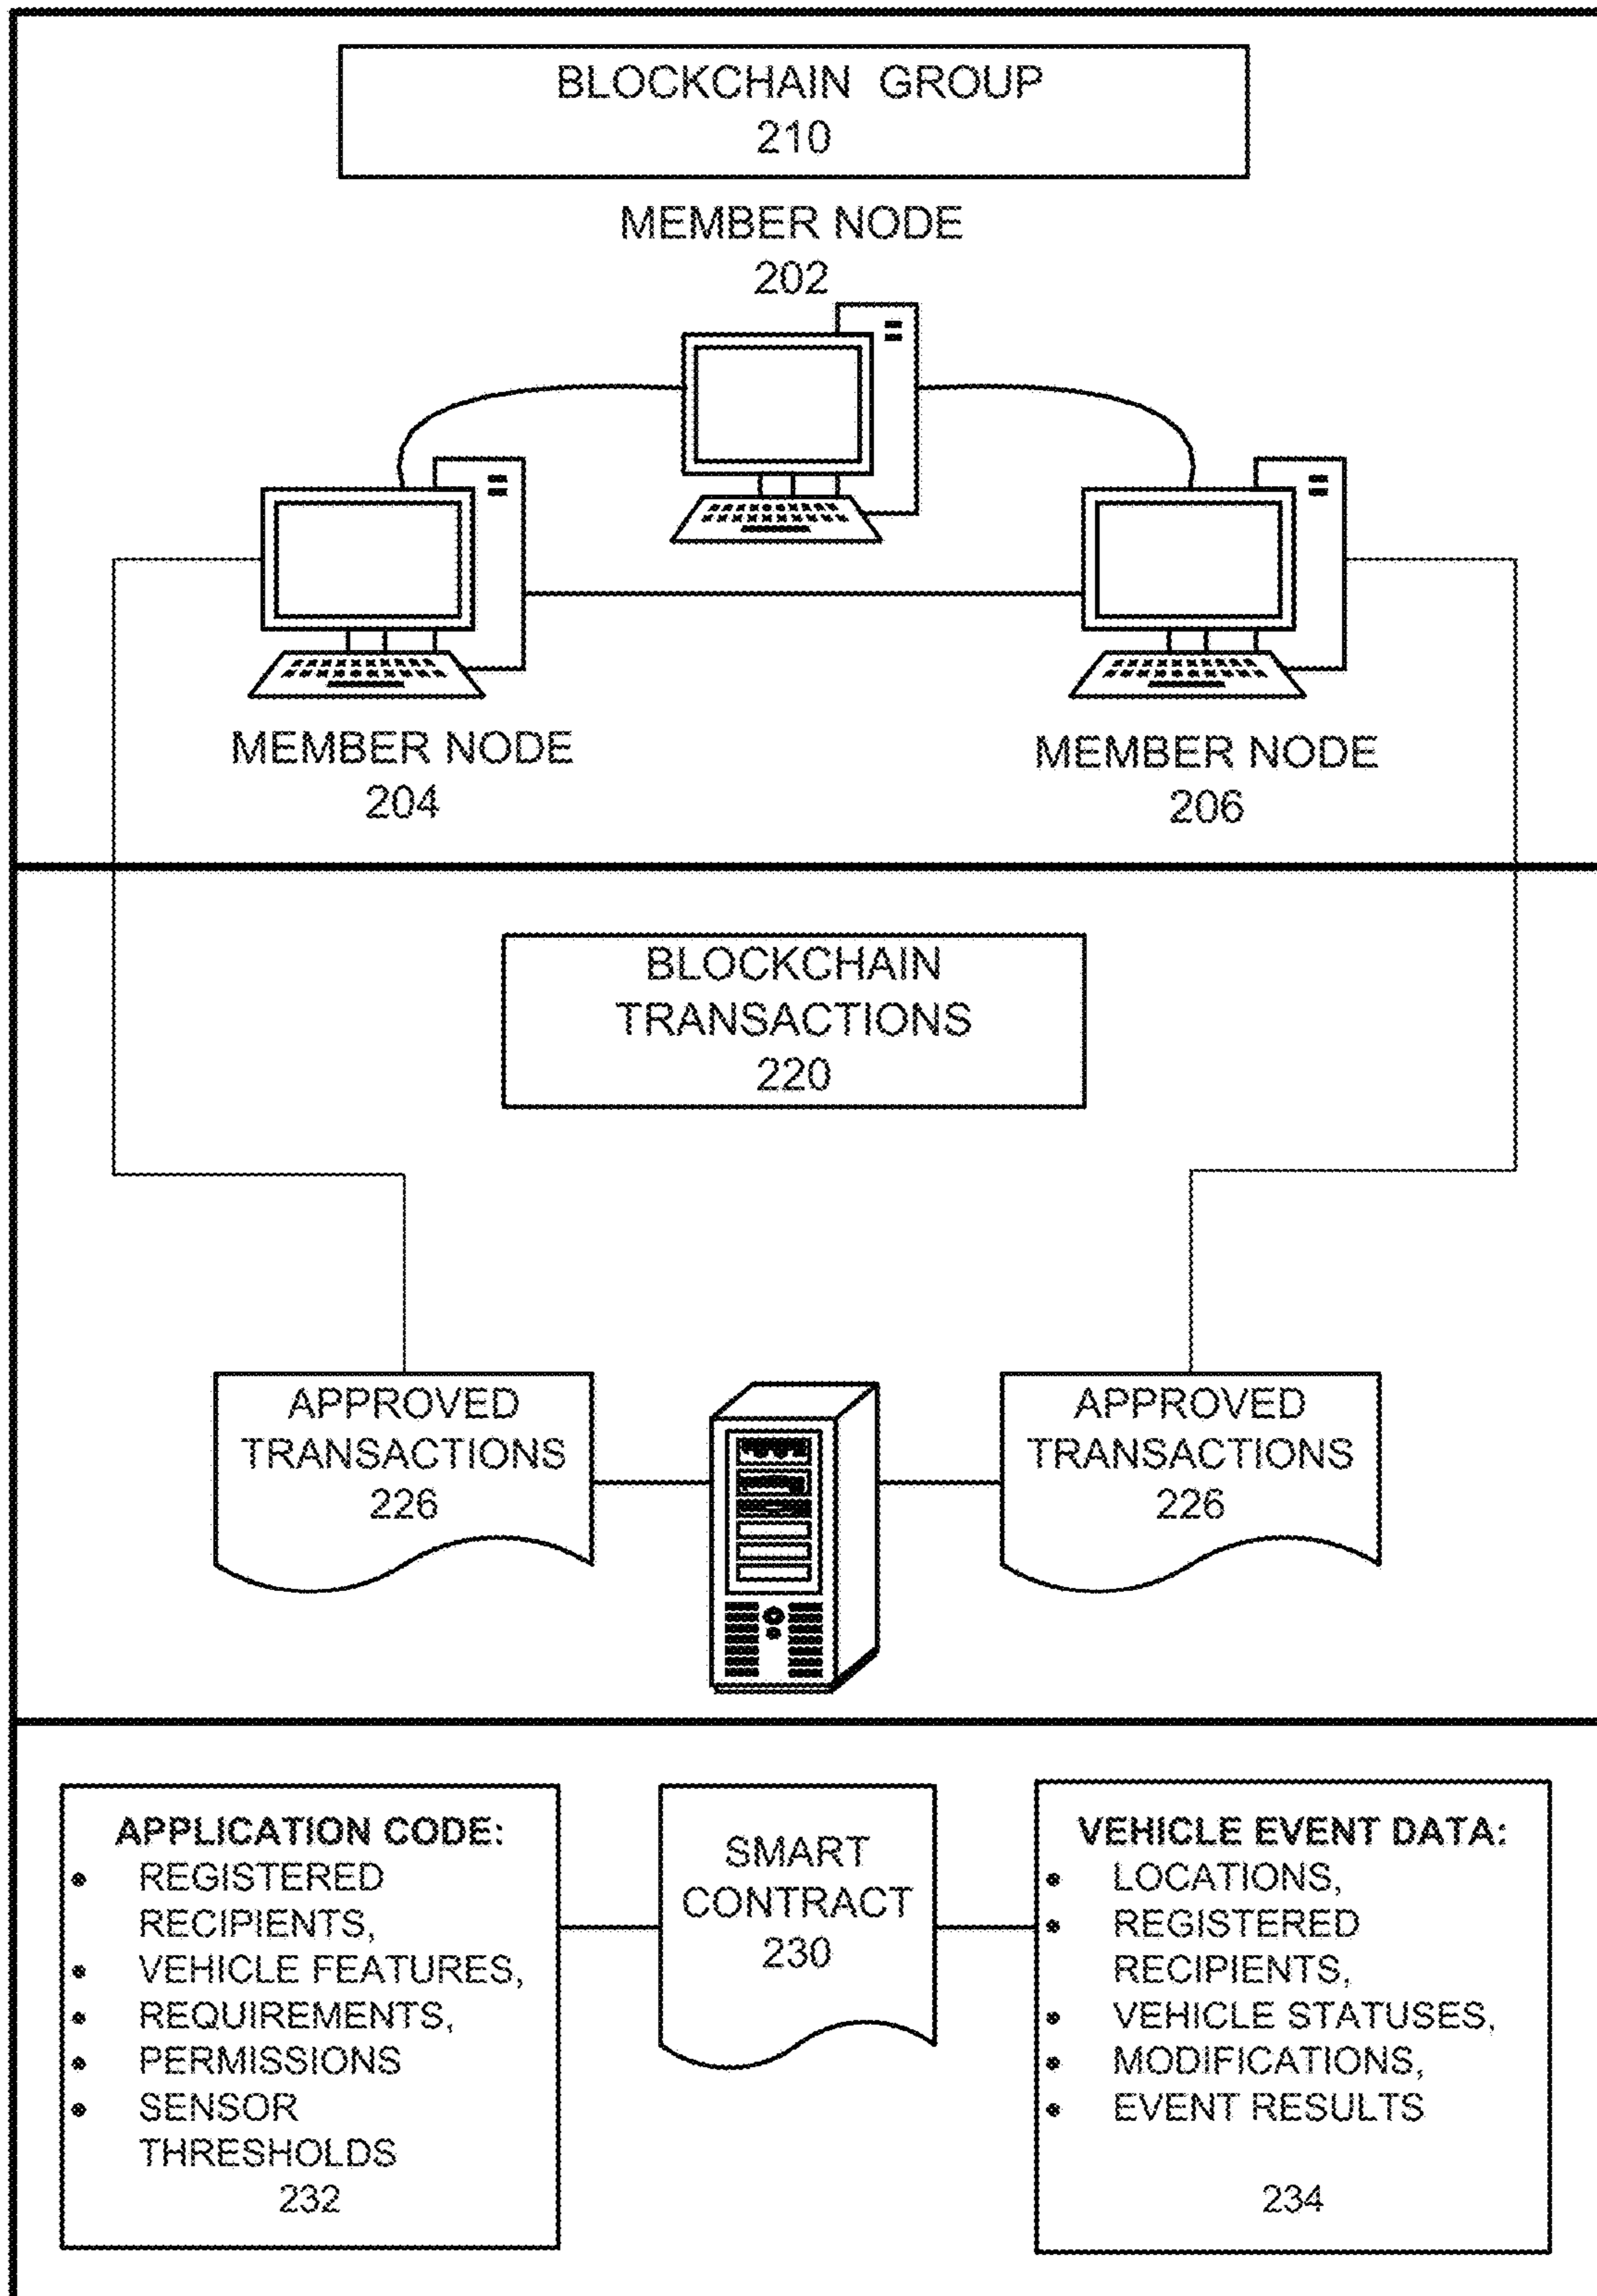 BLOCKCHAIN GROUP
210
MEMBER NODE
202
MEMBER NODE
204
MEMBER NODE
206
BLOCKCHAIN
TRANSACTIONS
220
APPROVED
TRANSACTIONS
226
APPROVED
TRANSACTIONS
226
APPLICATION CODE:
• REGISTERED
RECIPIENTS,
• VEHICLE FEATURES,
• REQUIREMENTS,
• PERMISSIONS
• SENSOR
THRESHOLDS
232
SMART
CONTRACT
230
VEHICLE EVENT DATA:
• LOCATIONS,
• REGISTERED
RECIPIENTS,
• VEHICLE STATUSES,
• MODIFICATIONS,
• EVENT RESULTS
234